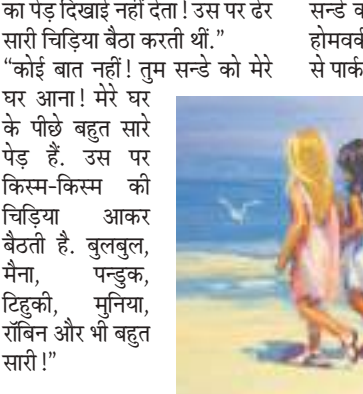 का पेड़ दिखाई नहीं देता! उस पर ढेर
सारी चिड़िया बैठा करती थीं.”
“कोई बात नहीं! तुम सन्डे को मेरे
घर आना! मेरे घर
के पीछे बहुत सारे
पेड़ हैं. उस पर
किस्म-किस्म की
चिड़िया आकर
बैठती है. बुलबुल,
मैना, पन्डुक,
टिहुकी, मुनिया,
रॉबिन और भी बहुत
सारी!”
सन्डे
से पार्क